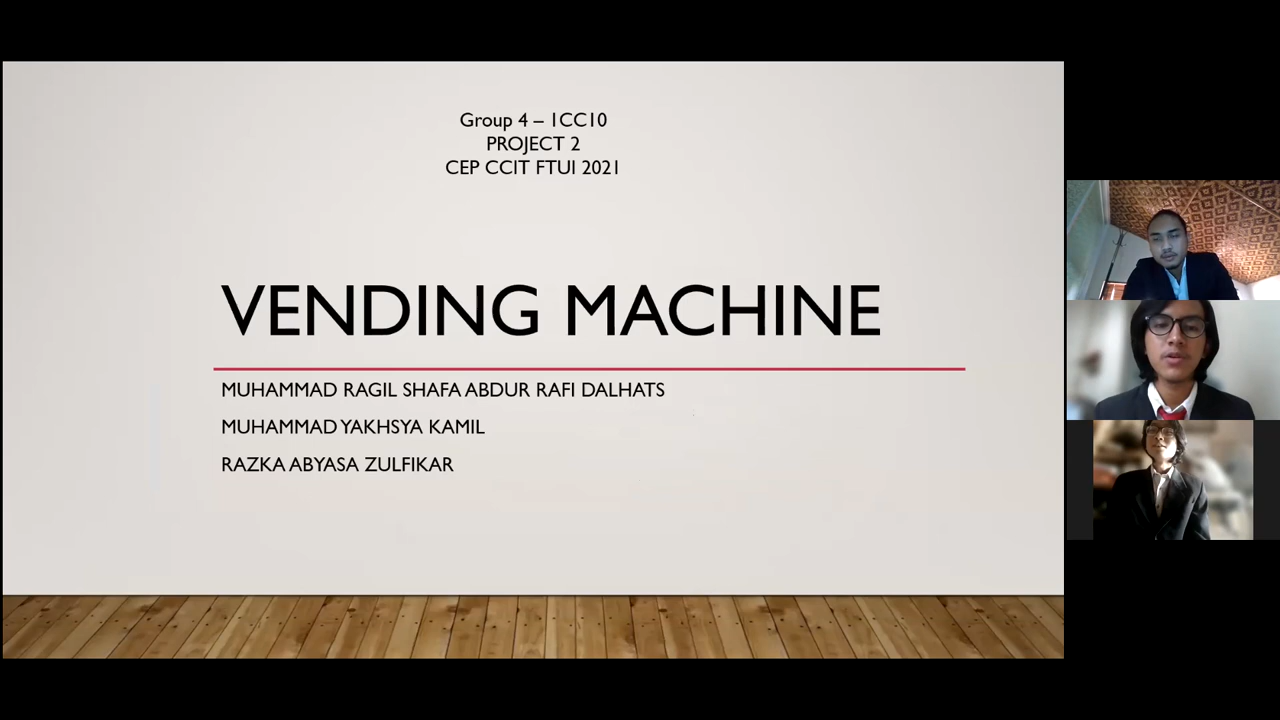 Group 4 – 1CC10
PROJECT 2
CEP CCIT FTUI 2021
VENDING MACHINE
MUHAMMAD RAGIL SHAFA ABDUR RAFI DALHATS
MUHAMMAD YAKHSYA KAMIL
RAZKA ABYASA ZULFIKAR